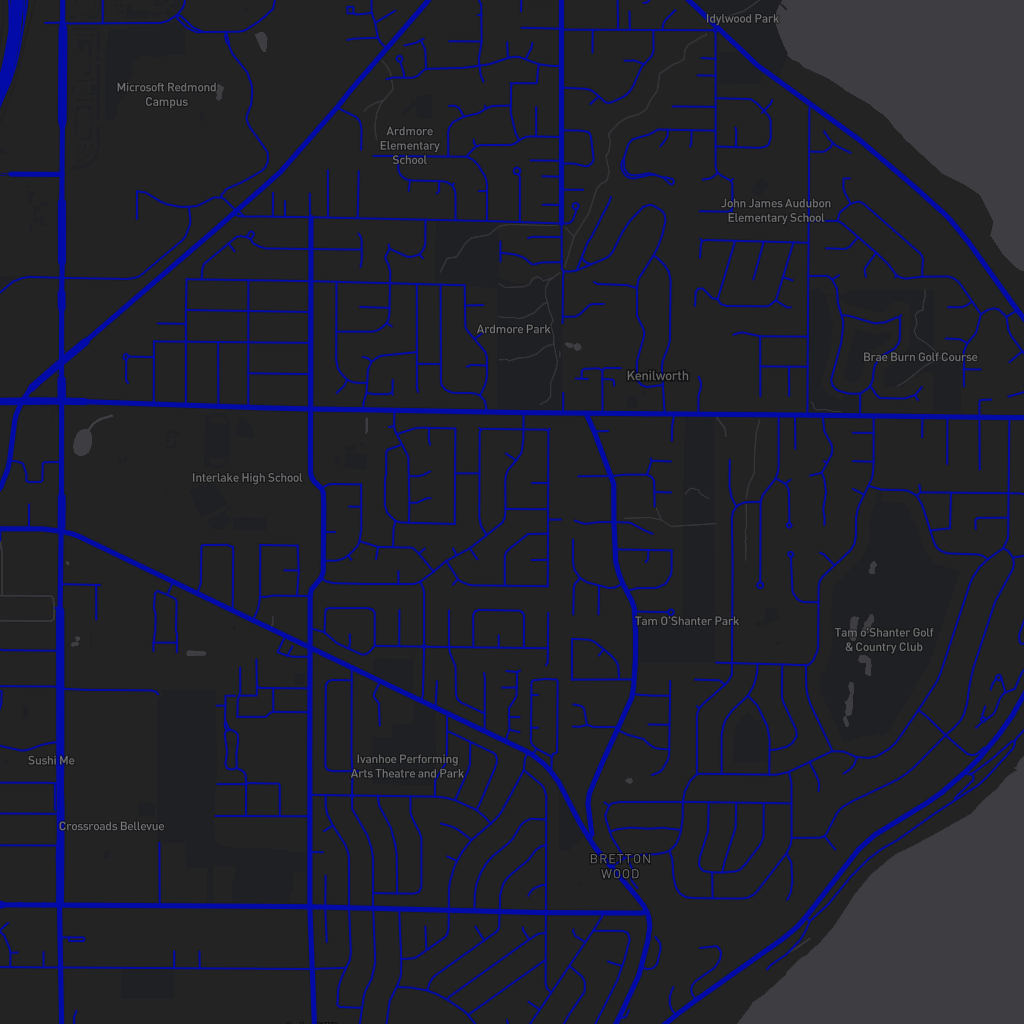 Idylwood Park
Microsoft Redmond
Campus
Ardmore
Elementary
School
John James Audubon
Elementary School
Ardmore Park
Brae Burn Golf Course
Kenilworth
Interlake High School
Tam O'Shanter Park
Tam o'Shanter Golf
& Country Club
Sushi Me
Ivanhoe Performing
Arts Theatre and Park
Crossroads Bellevue
BRETTON
WOOD